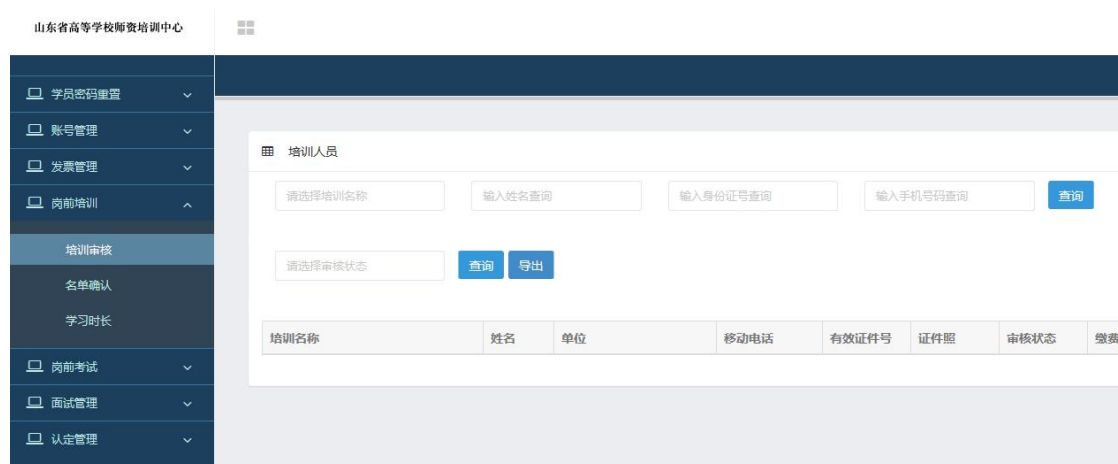 山东省高等学校师资培训中心
学员密码重置
账号管理
发票管理
岗前培训
培训审核
名单确认
学习时长
岗前考试
面试管理
认定管理
培训人员
请选择培训名称 输入姓名查询 输入身份证号查询 输入手机号码查询 查询
请选择审核状态 查询 导出
培训名称 姓名 单位 移动电话 有效证件号 证件照 审核状态 缴费